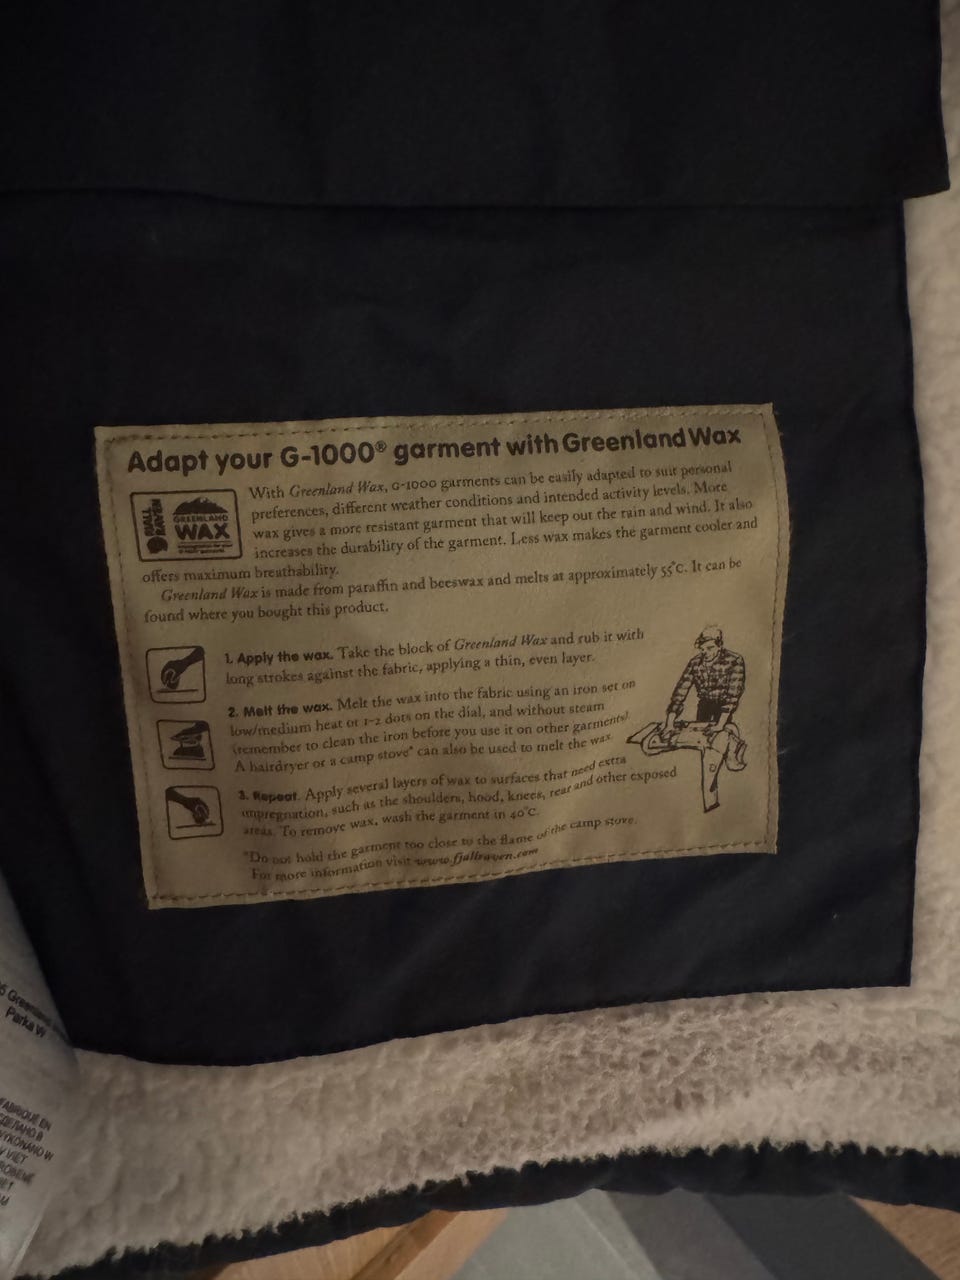 Adapt your G-1000® garment with Greenland Wax
FJÄLL
RÄVEN
GREENLAND
WAX
With Greenland Wax, G-1000 garments can be easily adapted to suit personal
preferences, different weather conditions and intended activity levels. More
wax gives a more resistant garment that will keep out the rain and wind. It also
increases the durability of the garment. Less wax makes the garment cooler and
offers maximum breathability.
Greenland Wax is made from paraffin and beeswax and melts at approximately 55°C. It can be
found where you bought this product.
1. Apply the wax. Take the block of Greenland Wax and rub it with
long strokes against the fabric, applying a thin, even layer.
2. Melt the wax. Melt the wax into the fabric using an iron set on
low/medium heat or 1-2 dots on the dial, and without steam
(remember to clean the iron before you use it on other garments).
A hairdryer or a camp stove* can also be used to melt the wax.
3. Repeat. Apply several layers of wax to surfaces that need extra
impregnation, such as the shoulders, hood, knees, rear and other exposed
areas. To remove wax, wash the garment in 40°C.
*Do not hold the garment too close to the flame of the camp stove.
For more information visit www.fjallraven.com
Parka W
FABRIQUÉ EN